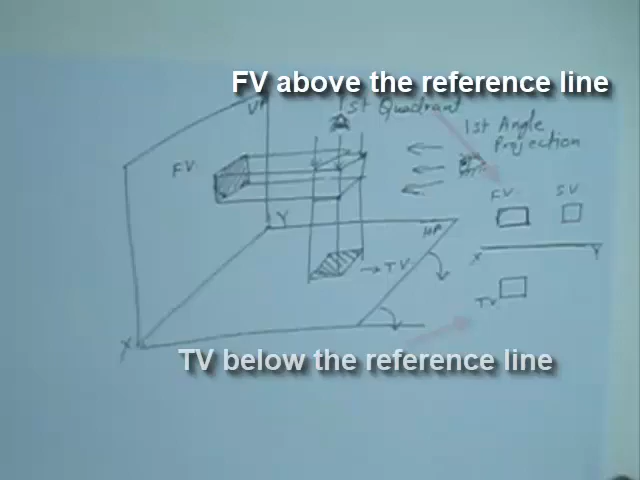 FV above the reference line
VP
1st Quadrant
1st Angle
Projection
FV
FV
SV
Y
HP
X
Y
TV
TV
X
TV below the reference line